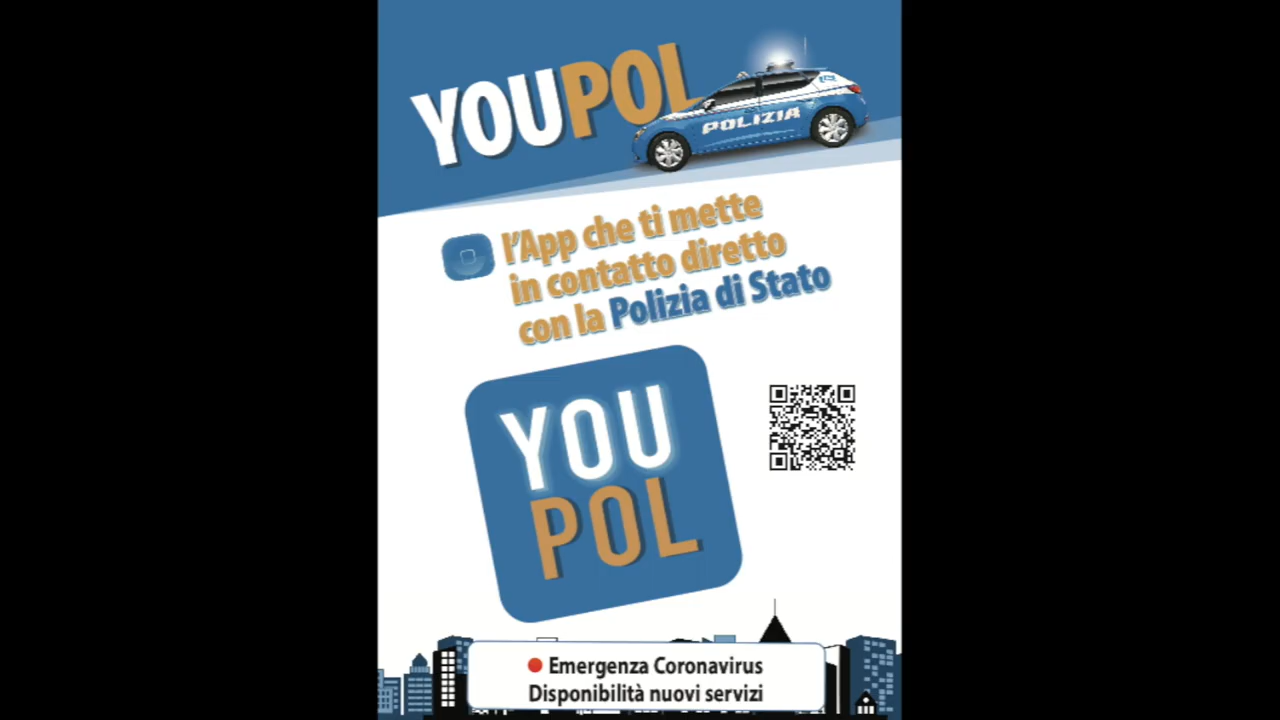 YOUPOL
POLIZIA
l'App che ti mette
in contatto diretto
con la Polizia di Stato
YOU
POL
Emergenza Coronavirus
Disponibilità nuovi servizi